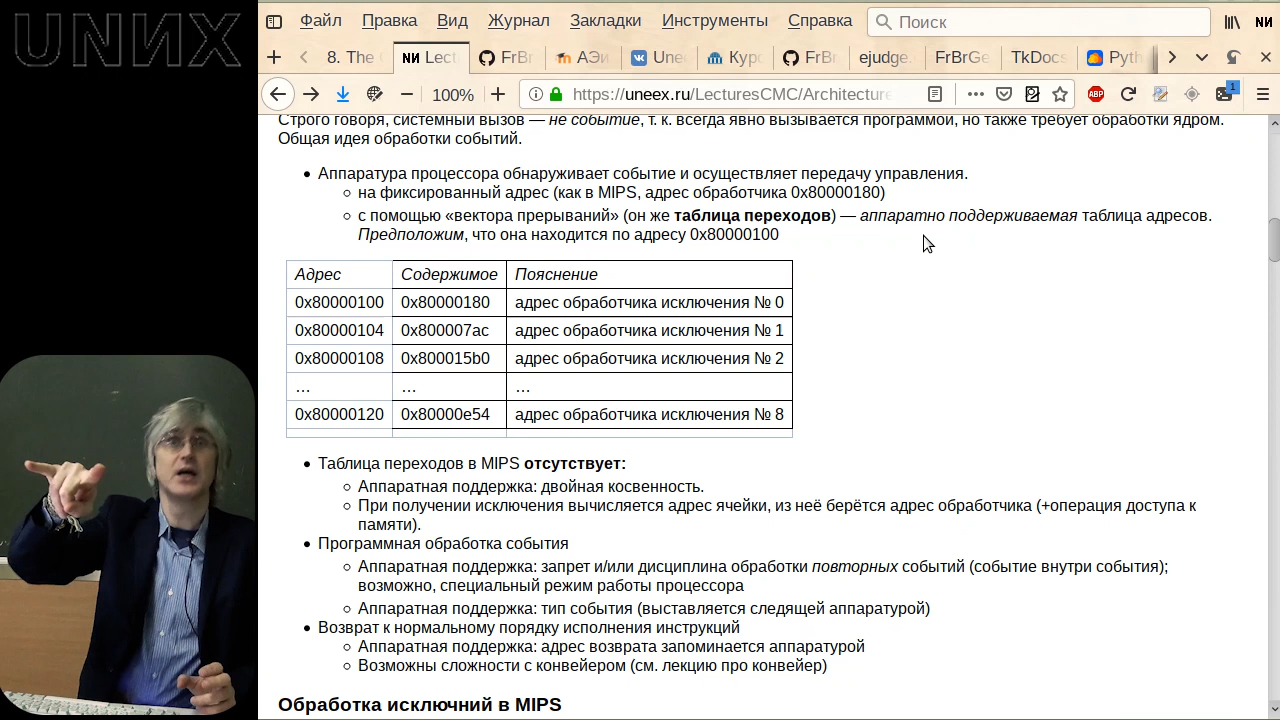 UNИX
Файл Правка Вид Журнал Закладки Инструменты Справка Поиск
8. The Lect FrBr АЭи Unee Курс FrBr ejudge. FrBrGe TkDocs Pyth
100% https://uneex.ru/LecturesCMC/Architecture ABP 1
Строго говоря, системный вызов — не событие, т. к. всегда явно вызывается программой, но также требует обработки ядром.
Общая идея обработки событий.
Аппаратура процессора обнаруживает событие и осуществляет передачу управления.
на фиксированный адрес (как в MIPS, адрес обработчика 0x80000180)
с помощью «вектора прерываний» (он же таблица переходов) — аппаратно поддерживаемая таблица адресов.
Предположим, что она находится по адресу 0x80000100
Адрес Содержимое Пояснение
0x80000100 0x80000180 адрес обработчика исключения № 0
0x80000104 0x800007ac адрес обработчика исключения № 1
0x80000108 0x800015b0 адрес обработчика исключения № 2
… … …
0x80000120 0x80000e54 адрес обработчика исключения № 8
Таблица переходов в MIPS отсутствует:
Аппаратная поддержка: двойная косвенность.
При получении исключения вычисляется адрес ячейки, из неё берётся адрес обработчика (+операция доступа к
памяти).
Программная обработка события
Аппаратная поддержка: запрет и/или дисциплина обработки повторных событий (событие внутри события);
возможно, специальный режим работы процессора
Аппаратная поддержка: тип события (выставляется следящей аппаратурой)
Возврат к нормальному порядку исполнения инструкций
Аппаратная поддержка: адрес возврата запоминается аппаратурой
Возможны сложности с конвейером (см. лекцию про конвейер)
Обработка исключний в MIPS